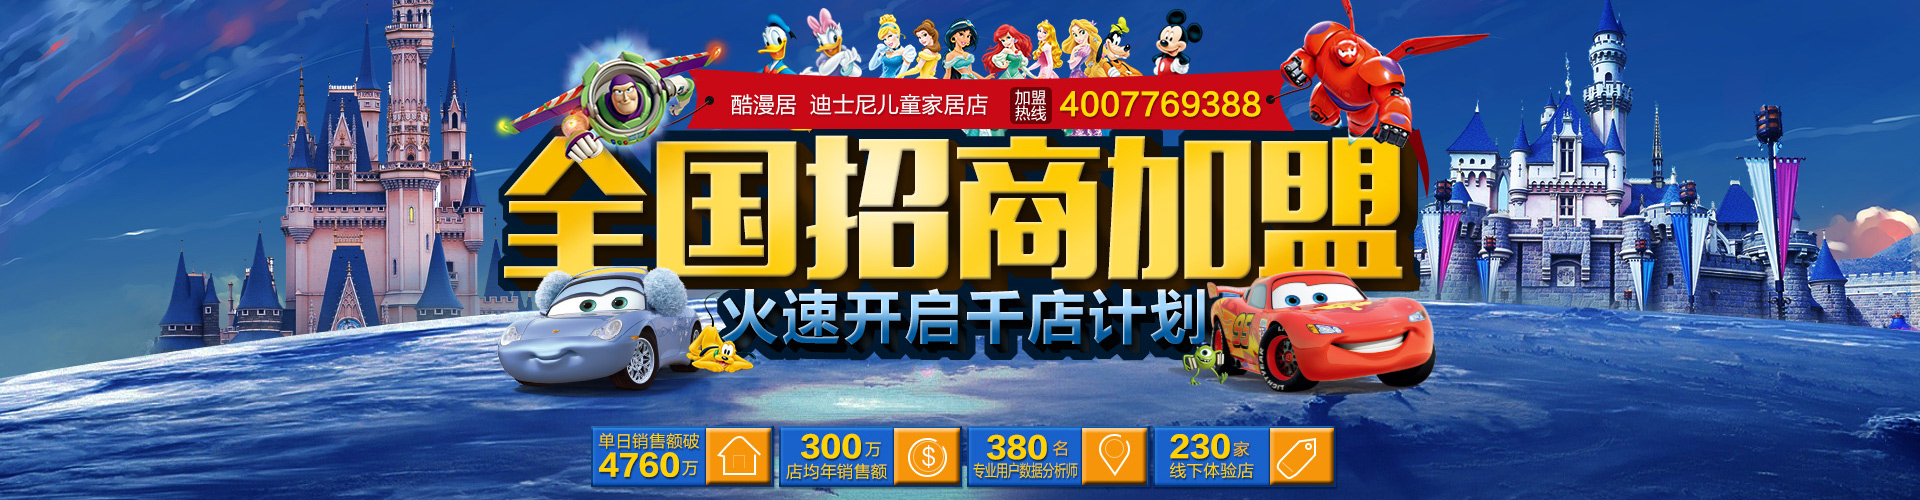 酷漫居 迪士尼儿童家居店 加盟热线 4007769388
全国招商加盟
火速开启千店计划
95
LIGHTYEAR
单日销售额破
4760万
300万
店均年销售额
$
380名
专业用户数据分析师
230家
线下体验店